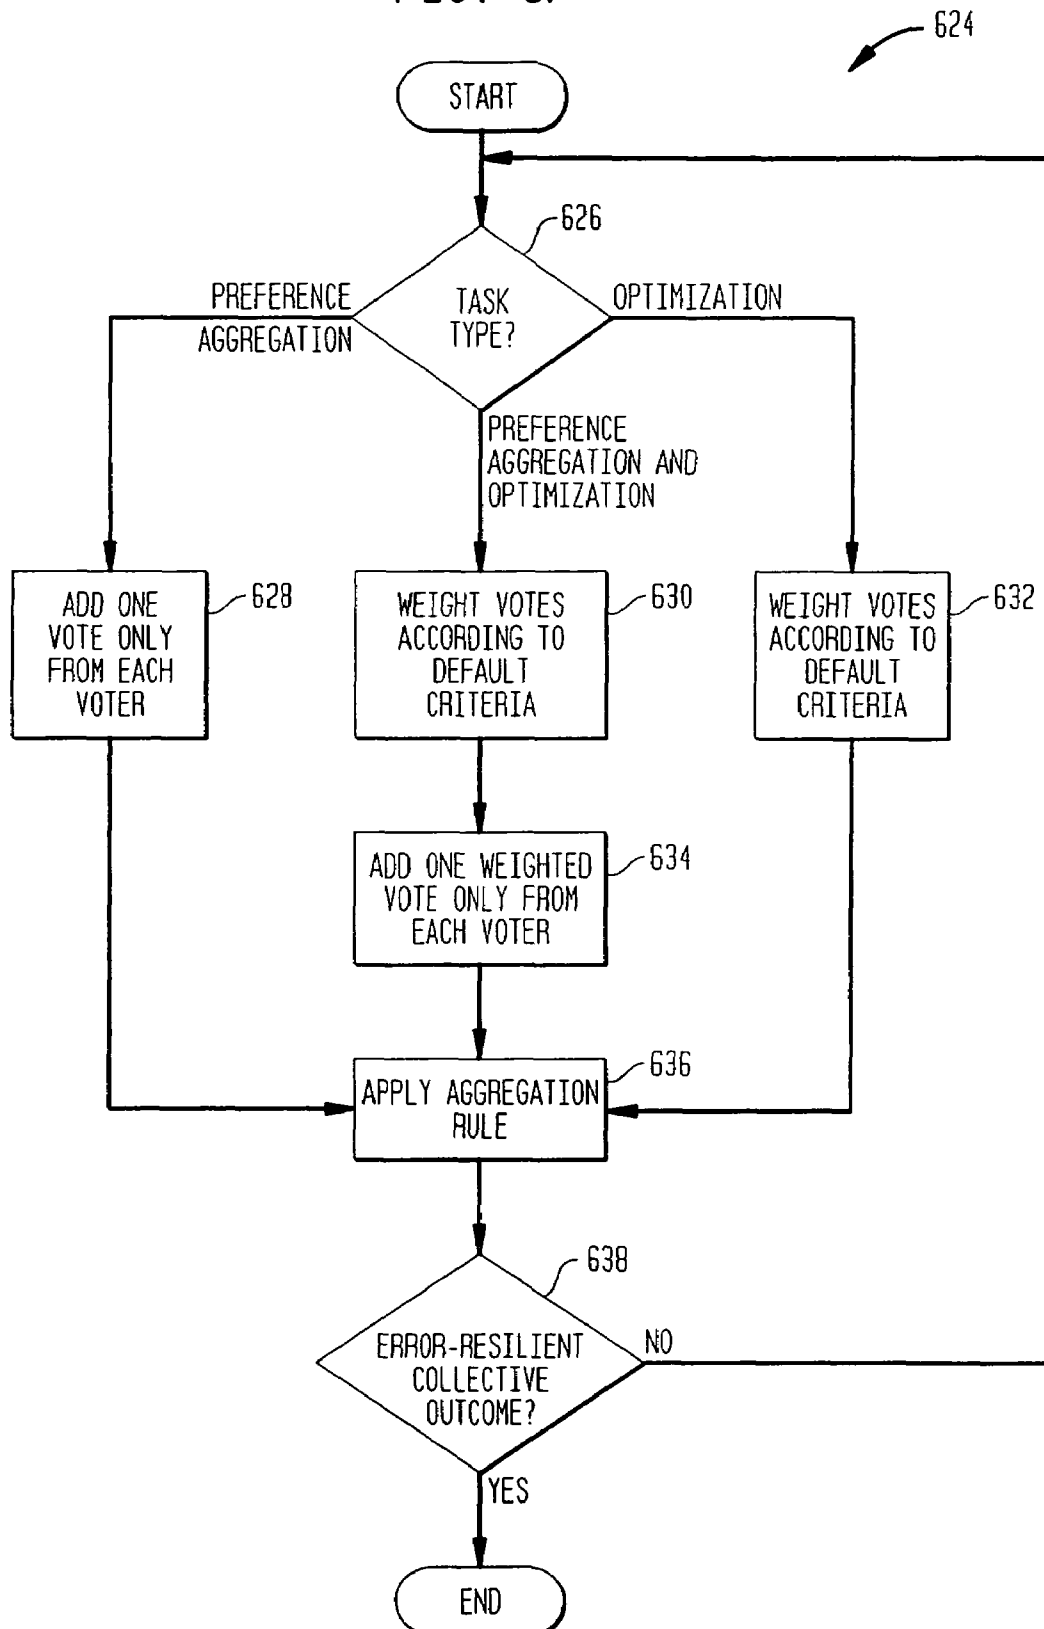 624
START
626
TASK
TYPE?
PREFERENCE
AGGREGATION
OPTIMIZATION
PREFERENCE
AGGREGATION AND
OPTIMIZATION
ADD ONE
VOTE ONLY
FROM EACH
VOTER
628
WEIGHT VOTES
ACCORDING TO
DEFAULT
CRITERIA
630
WEIGHT VOTES
ACCORDING TO
DEFAULT
CRITERIA
632
ADD ONE WEIGHTED
VOTE ONLY FROM
EACH VOTER
634
APPLY AGGREGATION
RULE
636
638
ERROR-RESILIENT
COLLECTIVE
OUTCOME?
NO
YES
END